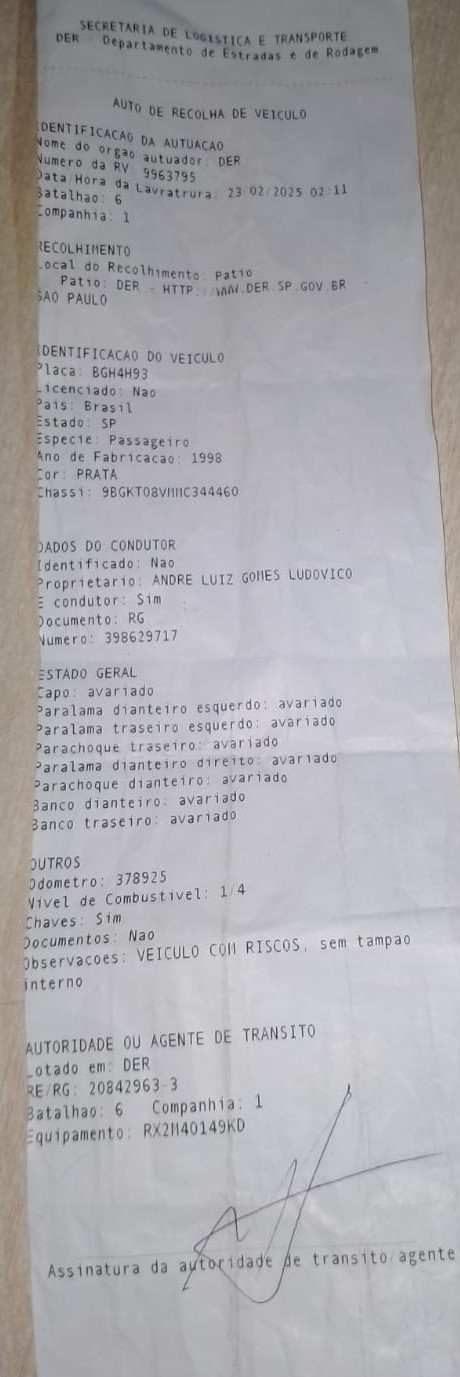 SECRETARIA DE LOGISTICA E TRANSPORTE
DER - Departamento de Estradas e de Rodagem
AUTO DE RECOLHA DE VEICULO
IDENTIFICACAO DA AUTUACAO
Nome do orgao autuador: DER
Numero da RV: 9963795
Data/Hora da Lavratrura: 23/02/2025 02:11
Batalhao: 6
Companhia: 1
RECOLHIMENTO
Local do Recolhimento: Patio
Patio: DER - HTTP://WWW.DER.SP.GOV.BR -
SAO PAULO
IDENTIFICACAO DO VEICULO
Placa: BGH4H93
Licenciado: Nao
Pais: Brasil
Estado: SP
Especie: Passageiro
Ano de Fabricacao: 1998
Cor: PRATA
Chassi: 9BGKT08VMMC344460
DADOS DO CONDUTOR
Identificado: Nao
Proprietario: ANDRE LUIZ GOMES LUDOVICO
E condutor: Sim
Documento: RG
Numero: 398629717
ESTADO GERAL
Capo: avariado
Paralama dianteiro esquerdo: avariado
Paralama traseiro esquerdo: avariado
Parachoque traseiro: avariado
Paralama dianteiro direito: avariado
Parachoque dianteiro: avariado
Banco dianteiro: avariado
Banco traseiro: avariado
OUTROS
Odometro: 378925
Nivel de Combustivel: 1/4
Chaves: Sim
Documentos: Nao
Observacoes: VEICULO COM RISCOS, sem tampao
interno
AUTORIDADE OU AGENTE DE TRANSITO
Lotado em: DER
RE/RG: 20842963-3
Batalhao: 6 Companhia: 1
Equipamento: RX2M40149KD
Assinatura da autoridade de transito/agente